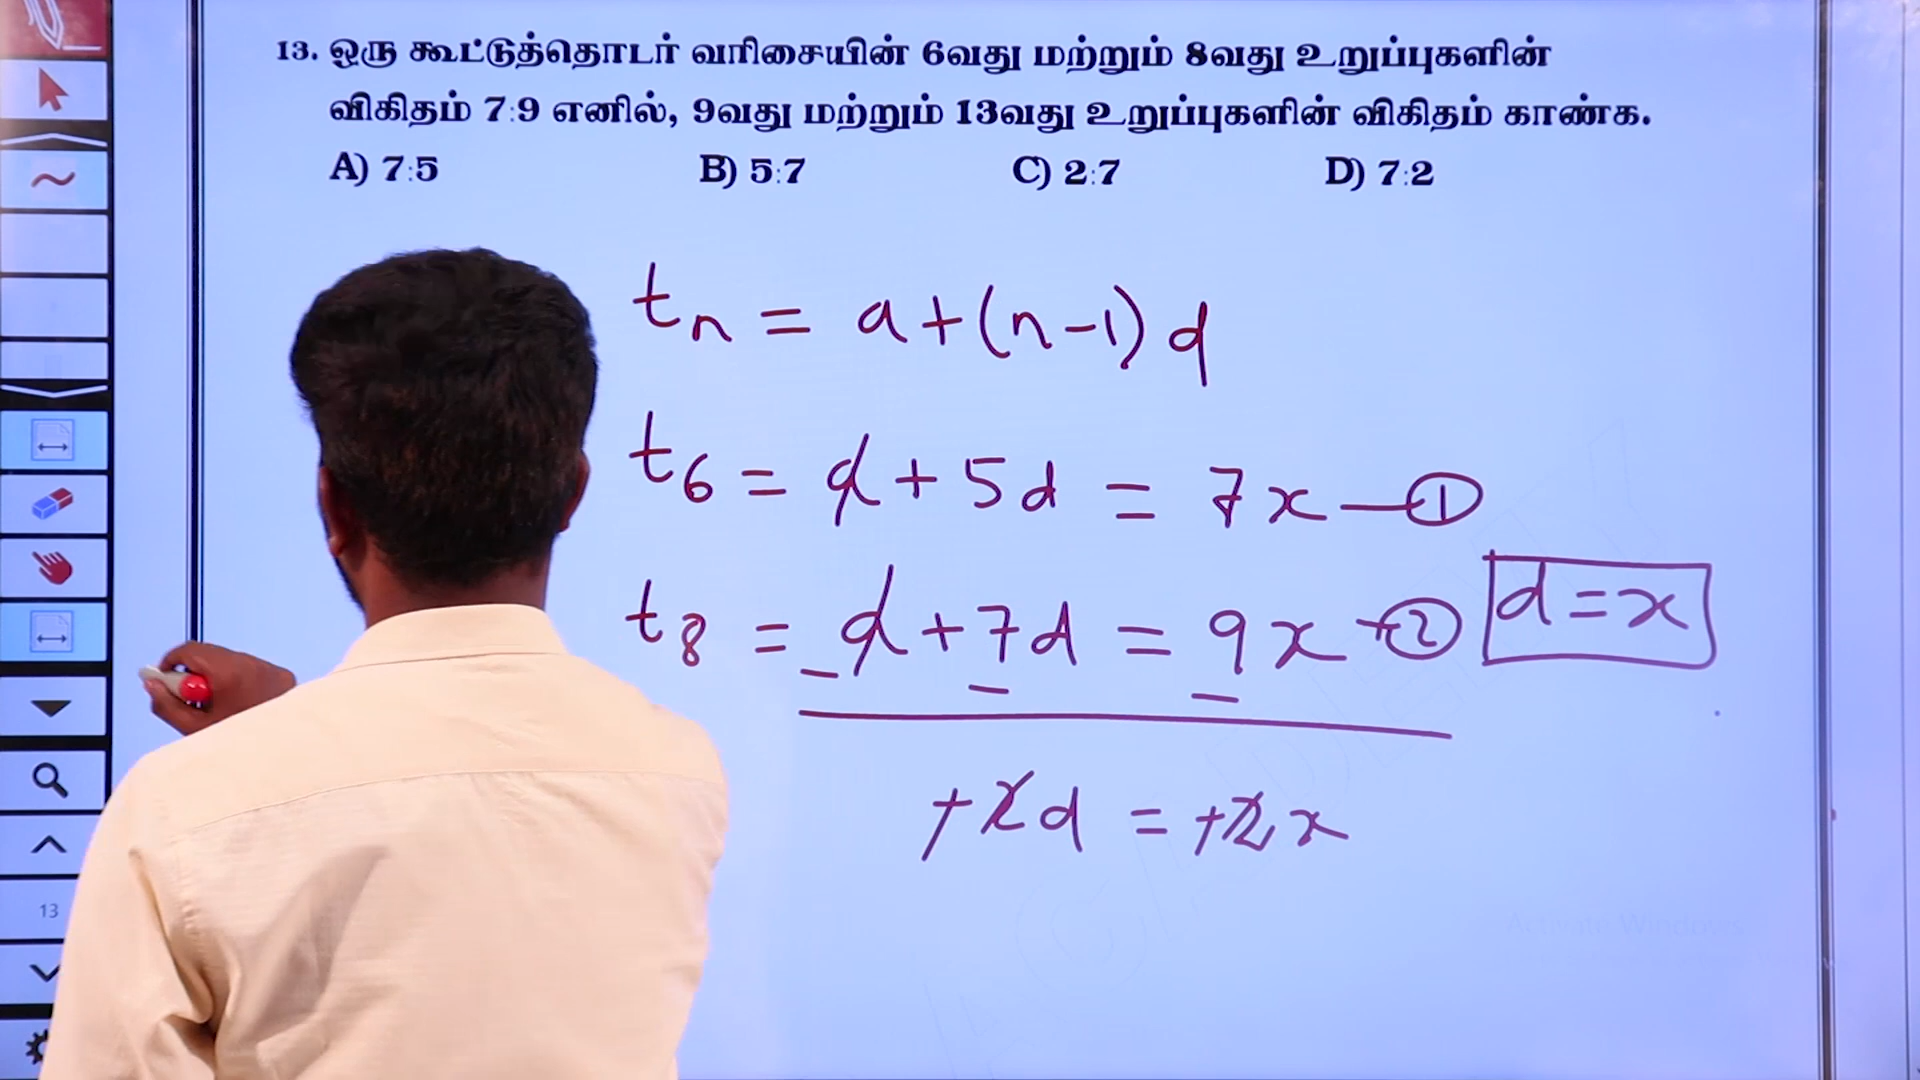 13. ஒரு கூட்டுத்தொடர் வரிசையின் 6வது மற்றும் 8வது உறுப்புகளின்
விகிதம் 7:9 எனில், 9வது மற்றும் 13வது உறுப்புகளின் விகிதம் காண்க.
A) 7:5 B) 5:7 C) 2:7 D) 7:2
tn = a+(n-1)d
t6 = a + 5d = 7x — ①
t8 = a + 7d = 9x — ②
d = x
+2d = +2x
13
Activate Windows